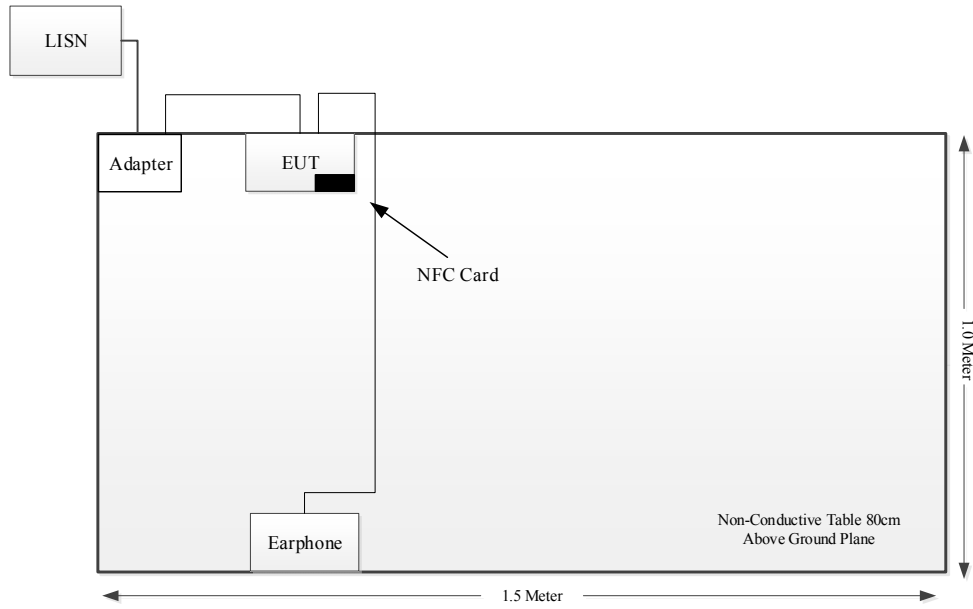 LISN
Adapter
EUT
NFC Card
1.0 Meter
Earphone
Non-Conductive Table 80cm
Above Ground Plane
1.5 Meter